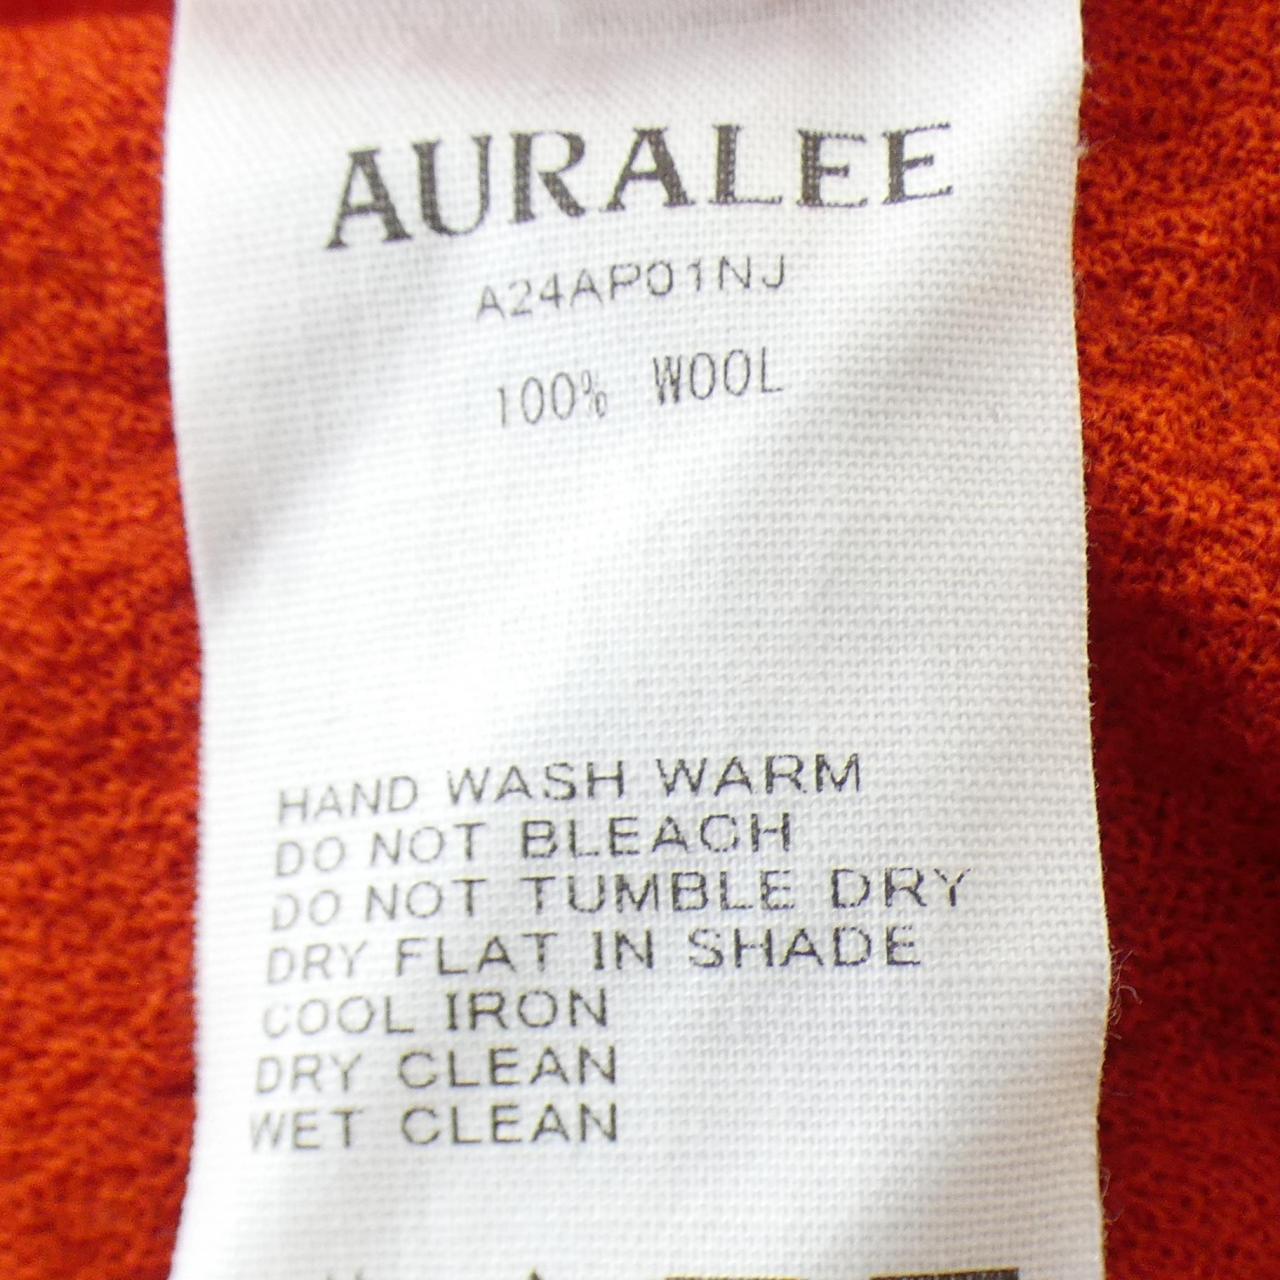 AURALEE
A24AP01NJ
100% WOOL
HAND WASH WARM
DO NOT BLEACH
DO NOT TUMBLE DRY
DRY FLAT IN SHADE
COOL IRON
DRY CLEAN
WET CLEAN